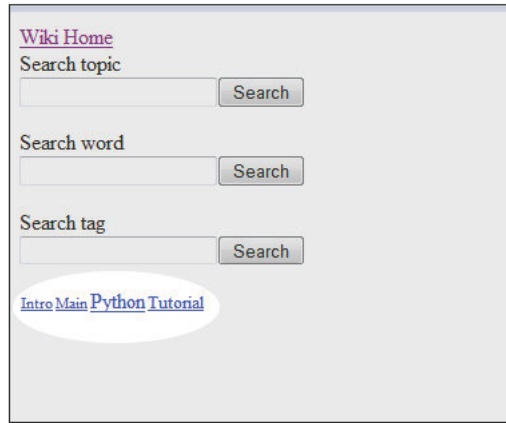 Wiki Home
Search topic
Search
Search word
Search
Search tag
Search
Intro Main Python Tutorial